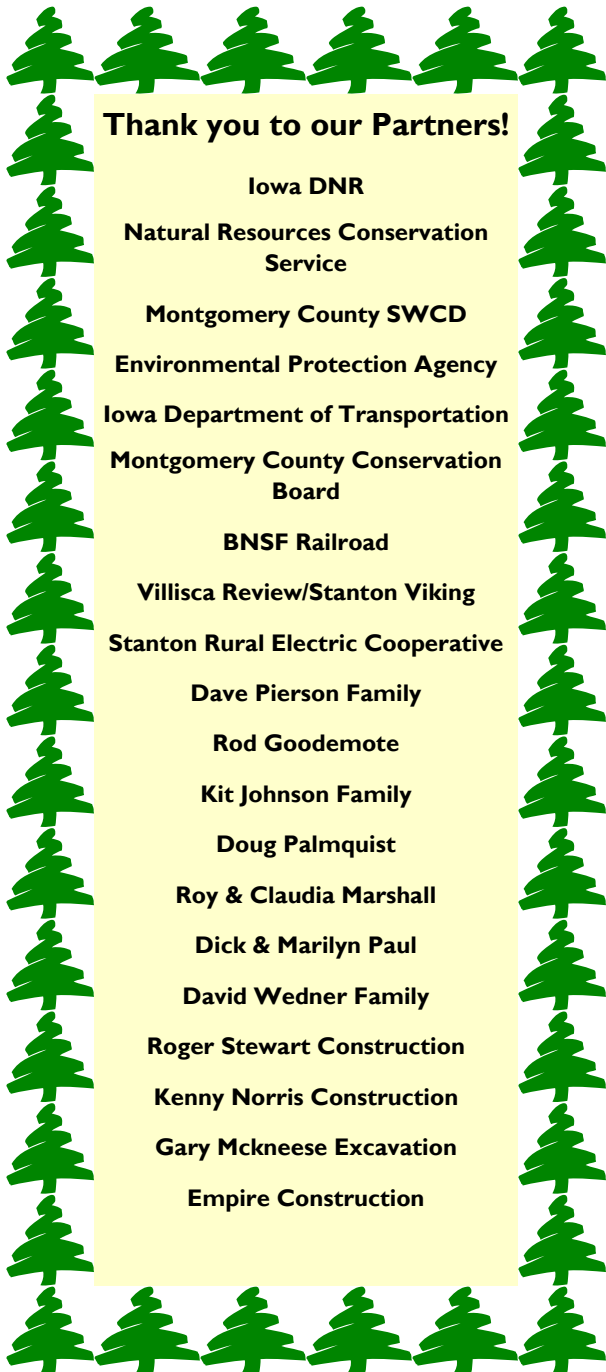 Thank you to our Partners!
Iowa DNR
Natural Resources Conservation
Service
Montgomery County SWCD
Environmental Protection Agency
Iowa Department of Transportation
Montgomery County Conservation
Board
BNSF Railroad
Villisca Review/Stanton Viking
Stanton Rural Electric Cooperative
Dave Pierson Family
Rod Goodemote
Kit Johnson Family
Doug Palmquist
Roy & Claudia Marshall
Dick & Marilyn Paul
David Wedner Family
Roger Stewart Construction
Kenny Norris Construction
Gary Mckneese Excavation
Empire Construction